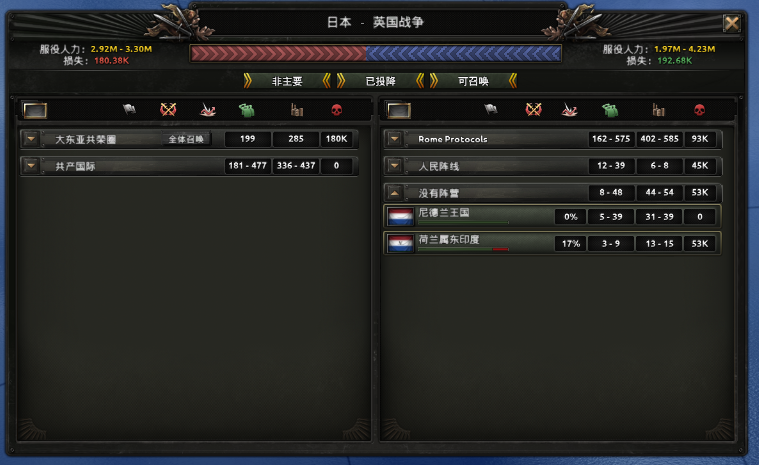 日本 - 英国战争
服役人力: 2.92M - 3.30M
损失: 180.38K
服役人力: 1.97M - 4.23M
损失: 192.68K
非主要 已投降 可召唤
大东亚共荣圈 全体召唤 199 285 180K
共产国际 181 - 477 336 - 437 0
Rome Protocols 162 - 575 402 - 585 93K
人民阵线 12 - 39 6 - 8 45K
没有阵营 8 - 48 44 - 54 53K
尼德兰王国 0% 5 - 39 31 - 39 0
荷兰属东印度 17% 3 - 9 13 - 15 53K